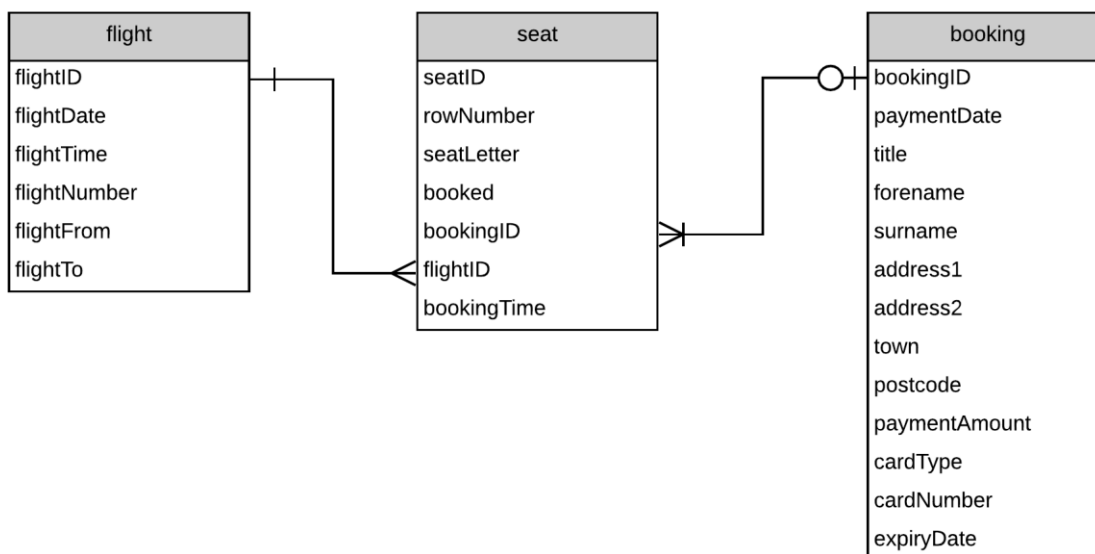 flight
flightID
flightDate
flightTime
flightNumber
flightFrom
flightTo
seat
seatID
rowNumber
seatLetter
booked
bookingID
flightID
bookingTime
booking
bookingID
paymentDate
title
forename
surname
address1
address2
town
postcode
paymentAmount
cardType
cardNumber
expiryDate